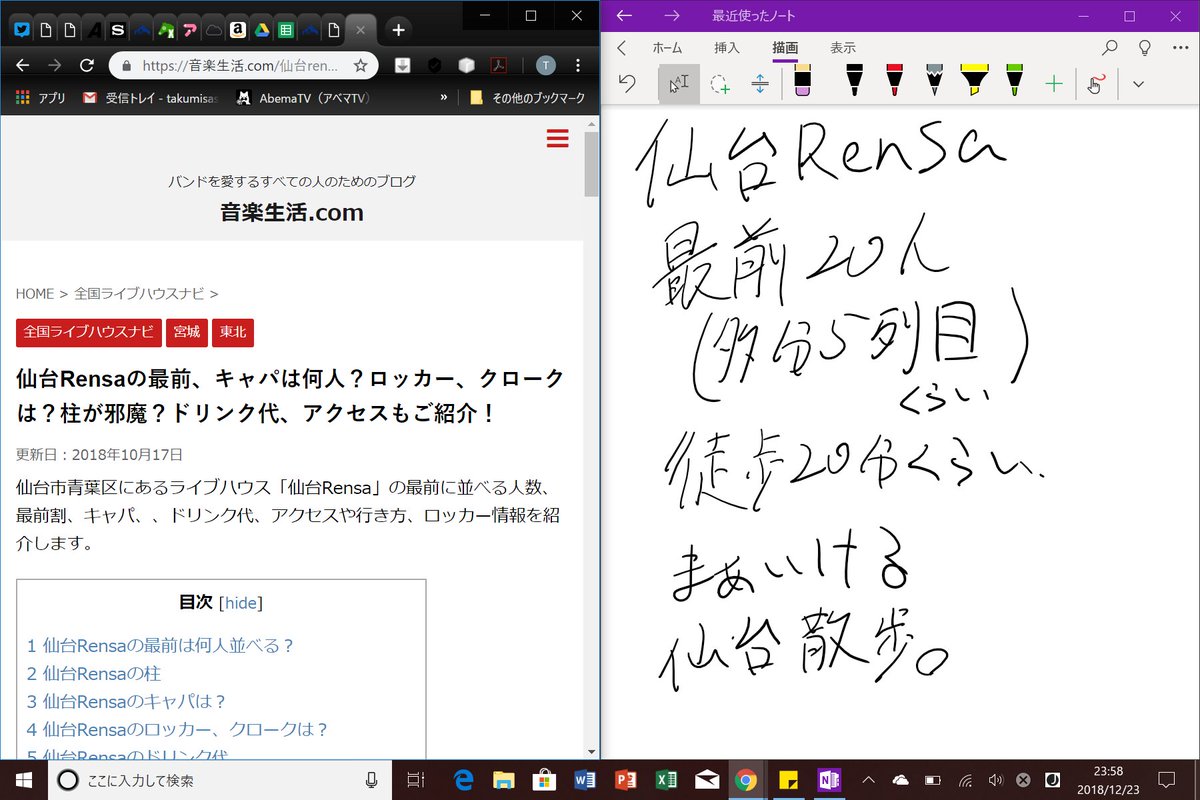 https://音楽生活.com/仙台ren...
アプリ
受信トイレ - takumisas
AbemaTV（アベマTV）
»
その他のブックマーク
バンドを愛するすべての人のためのブログ
音楽生活.com
HOME > 全国ライブハウスナビ >
全国ライブハウスナビ 宮城 東北
仙台Rensaの最前、キャパは何人？ロッカー、クローク
は？柱が邪魔？ドリンク代、アクセスもご紹介！
更新日：2018年10月17日
仙台市青葉区にあるライブハウス「仙台Rensa」の最前に並べる人数、
最前割、キャパ、、ドリンク代、アクセスや行き方、ロッカー情報を紹
介します。
目次 [hide]
1 仙台Rensaの最前は何人並べる？
2 仙台Rensaの柱
3 仙台Rensaのキャパは？
4 仙台Rensaのロッカー、クロークは？
5 仙台Rensaのドリンク代
最近使ったノート
ホーム 挿入 描画 表示
仙台Rensa
最前20人
(多分5列目)
くらい
徒歩20分くらい.
まあいける
仙台散歩。
ここに入力して検索
23:58
2018/12/23